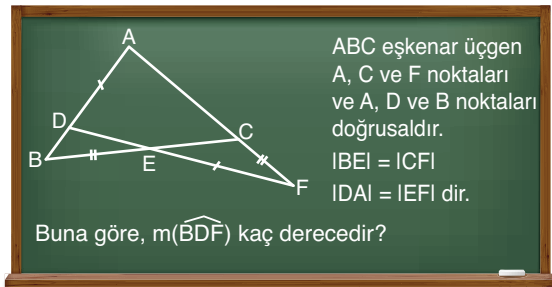 A
D
B
E
C
F
ABC eşkenar üçgen
A, C ve F noktaları
ve A, D ve B noktaları
doğrusaldır.
|BE| = |CF|
|DA| = |EF| dir.
Buna göre, m(BDF) kaç derecedir?